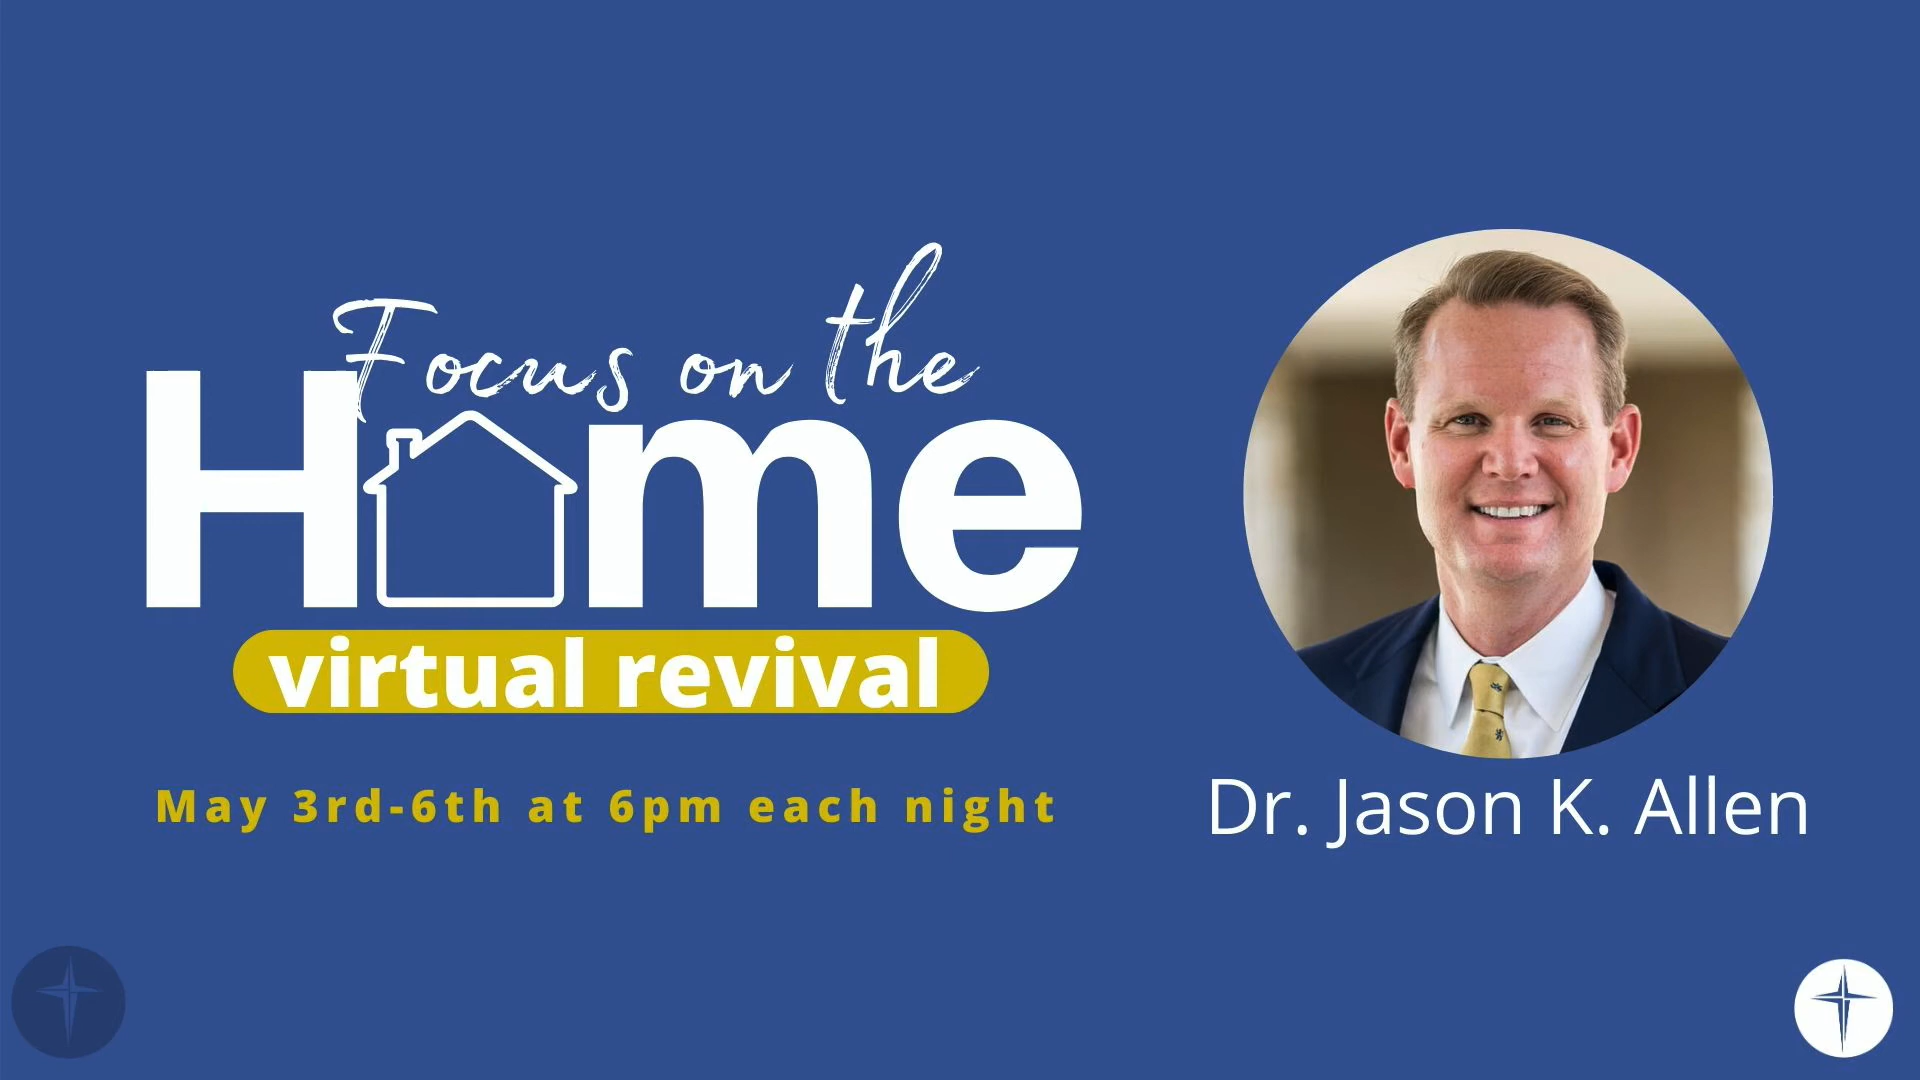 Focus on the
Home
virtual revival
May 3rd-6th at 6pm each night
Dr. Jason K. Allen